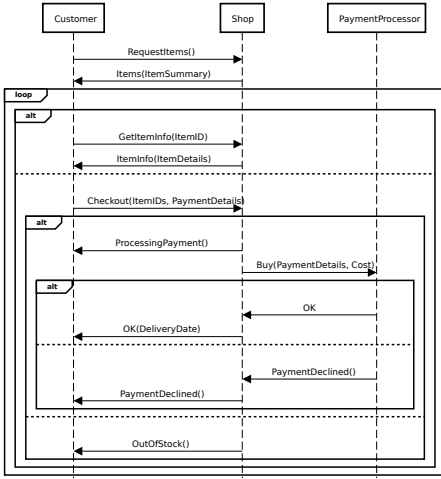 Customer Shop PaymentProcessor
RequestItems()
Items(ItemSummary)
loop
alt
GetItemInfo(ItemID)
ItemInfo(ItemDetails)
Checkout(ItemIDs, PaymentDetails)
alt
ProcessingPayment()
Buy(PaymentDetails, Cost)
alt
OK
OK(DeliveryDate)
PaymentDeclined()
PaymentDeclined()
OutOfStock()